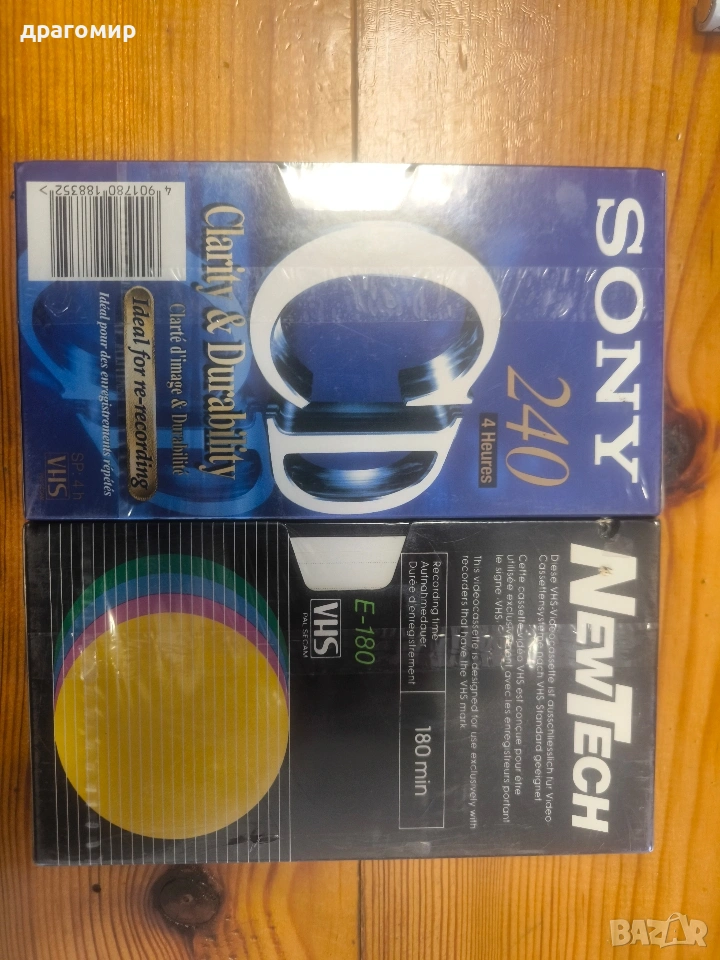 драгомир
SONY
240
4 Heures
CD
Clarity & Durability
Clarté d'image & Durabilité
Ideal for re-recording
Idéal pour des enregistrements répétés
SP: 4 h
VHS
4 901780 188352 >
NEWTECH
Diese VHS-Videocassette ist ausschliesslich für Video
Cassettensysteme nach VHS Standard geeignet
Cette cassette vidéo VHS est conçue pour être
utilisée exclusivement avec les enregistreurs portant
le signe VHS
This videocassette is designed for use exclusively with
recorders that have the VHS mark
Recording time
Aufnahmedauer
Durée d'enregistrement
180 min
E-180
VHS
PAL SECAM
BAZAR